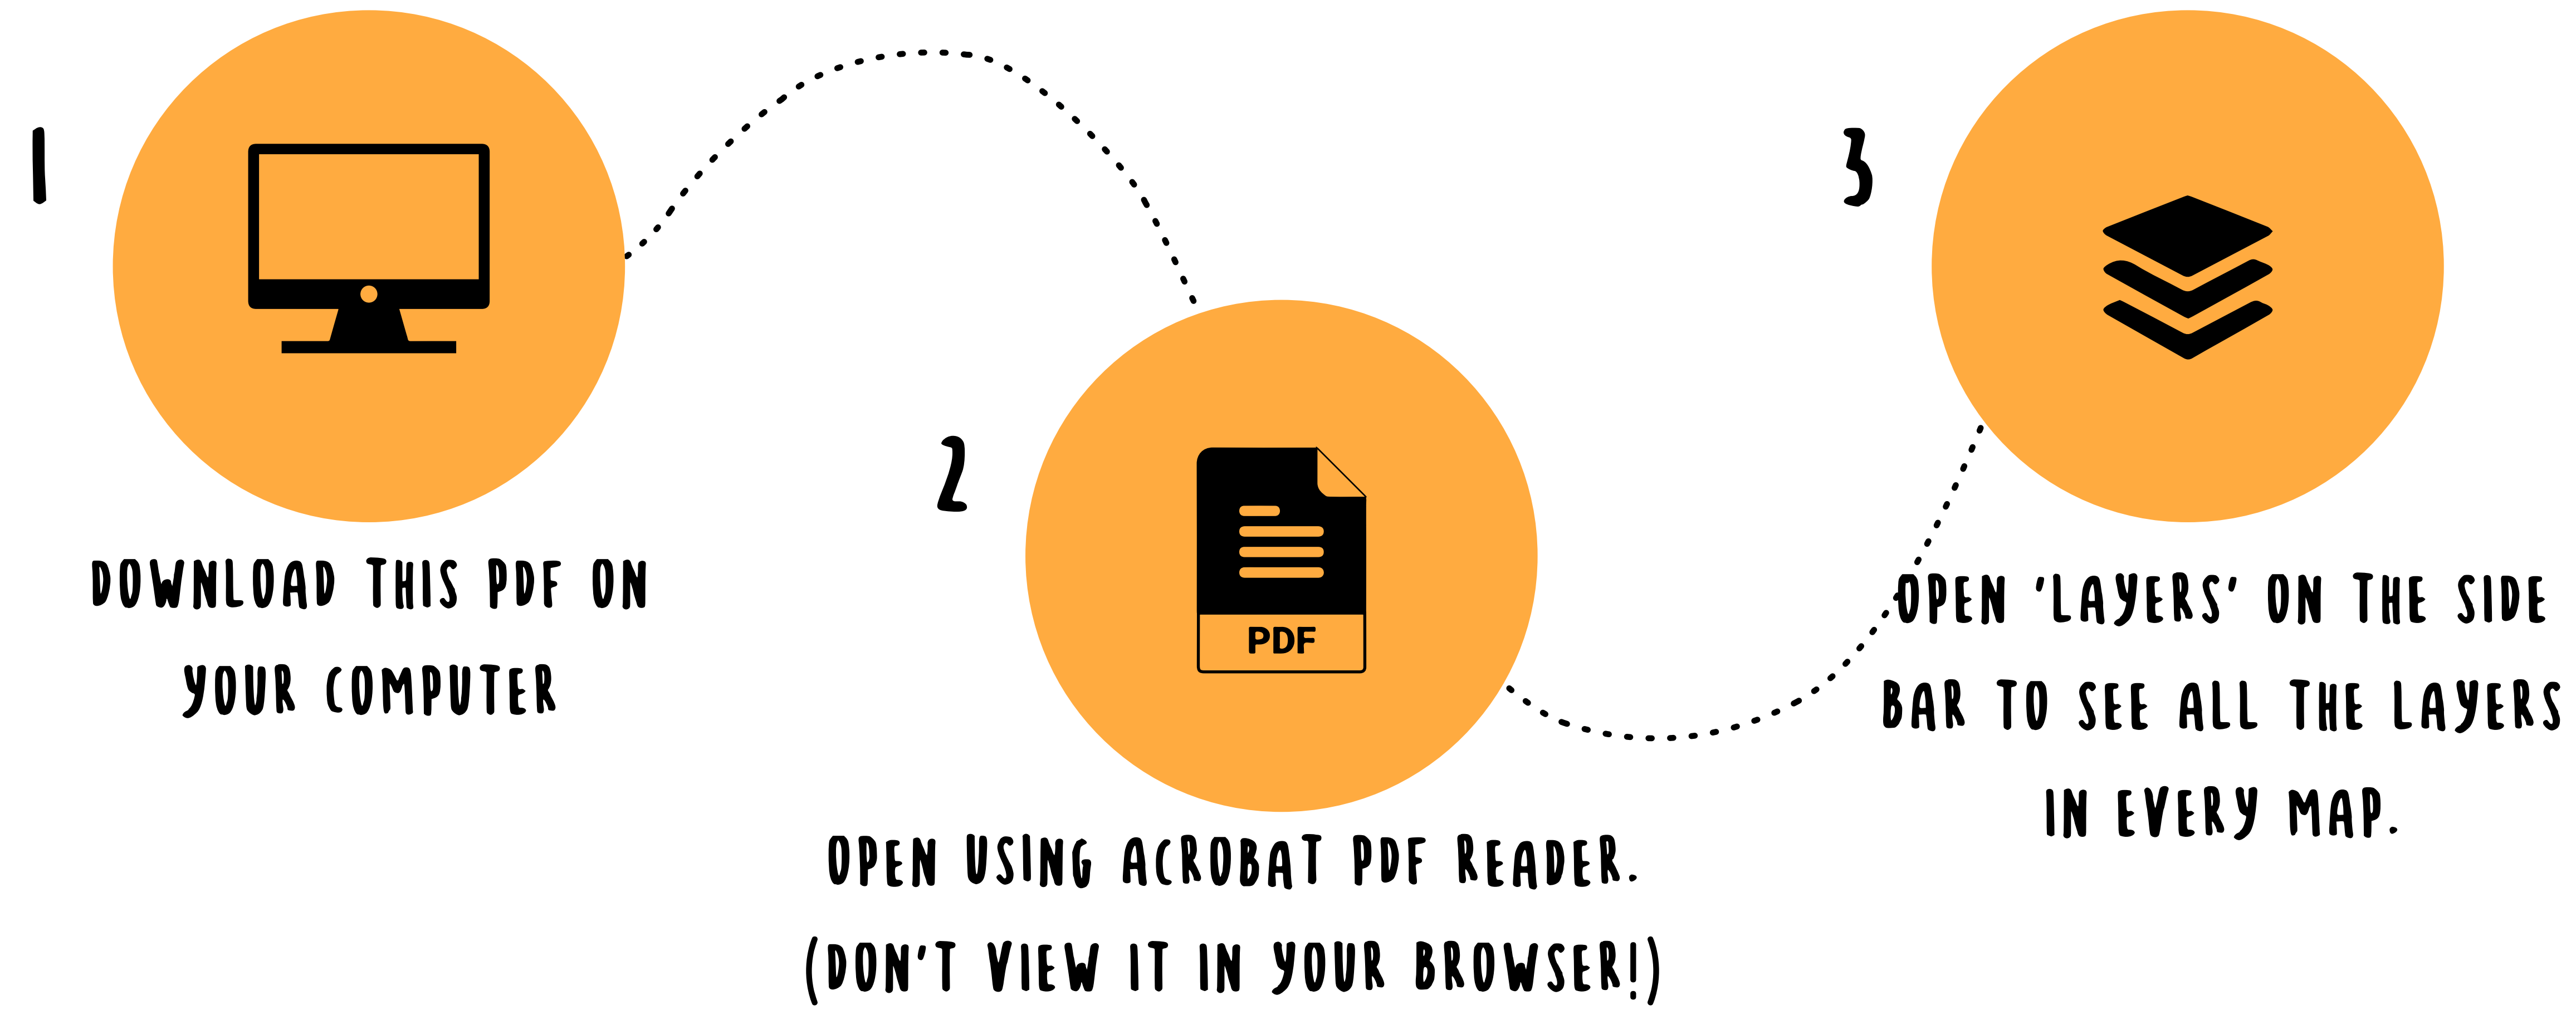 1
DOWNLOAD THIS PDF ON
YOUR COMPUTER
2
PDF
OPEN USING ACROBAT PDF READER.
(DON'T VIEW IT IN YOUR BROWSER!)
3
OPEN 'LAYERS' ON THE SIDE
BAR TO SEE ALL THE LAYERS
IN EVERY MAP.